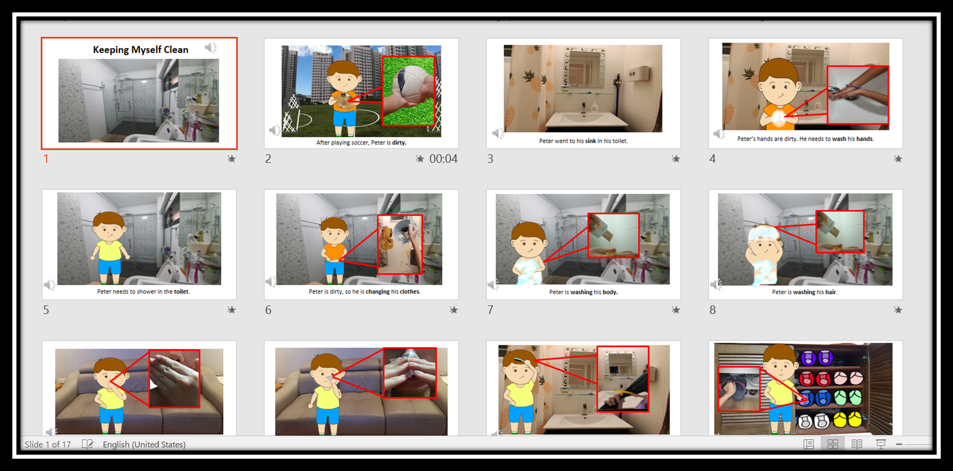 Keeping Myself Clean
1
After playing soccer, Peter is dirty.
2
00:04
Peter went to his sink in his toilet.
3
Peter's hands are dirty. He needs to wash his hands.
4
Peter needs to shower in the toilet.
5
Peter is dirty, so he is changing his clothes.
6
Peter is washing his body.
7
Peter is washing his hair.
8
Slide 1 of 17
English (United States)